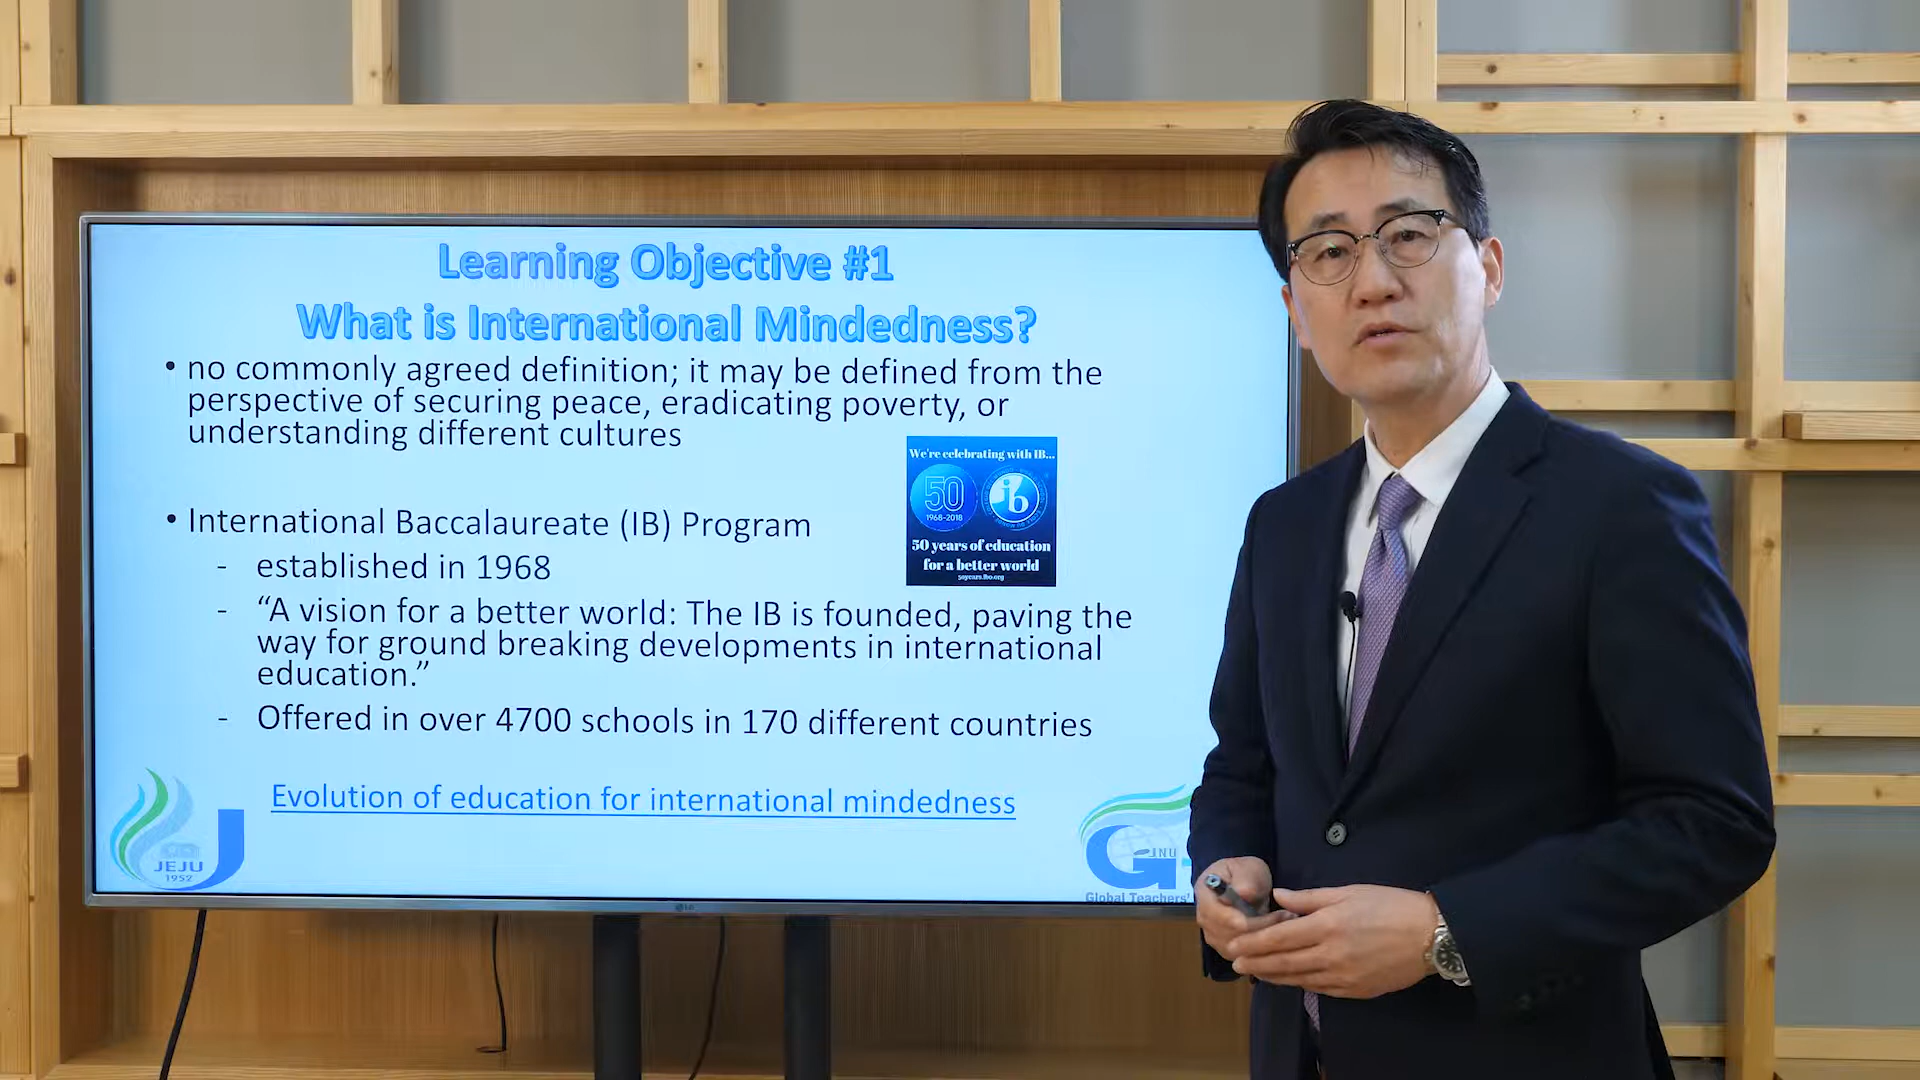 Learning Objective #1
What is International Mindedness?
• no commonly agreed definition; it may be defined from the
perspective of securing peace, eradicating poverty, or
understanding different cultures
We're celebrating with IB...
50
1968-2018
ib
50 years of education
for a better world
50years.ibo.org
• International Baccalaureate (IB) Program
- established in 1968
- “A vision for a better world: The IB is founded, paving the
way for ground breaking developments in international
education.”
- Offered in over 4700 schools in 170 different countries
Evolution of education for international mindedness
JEJU
1952
J
G
JNU
Global Teachers'
LG